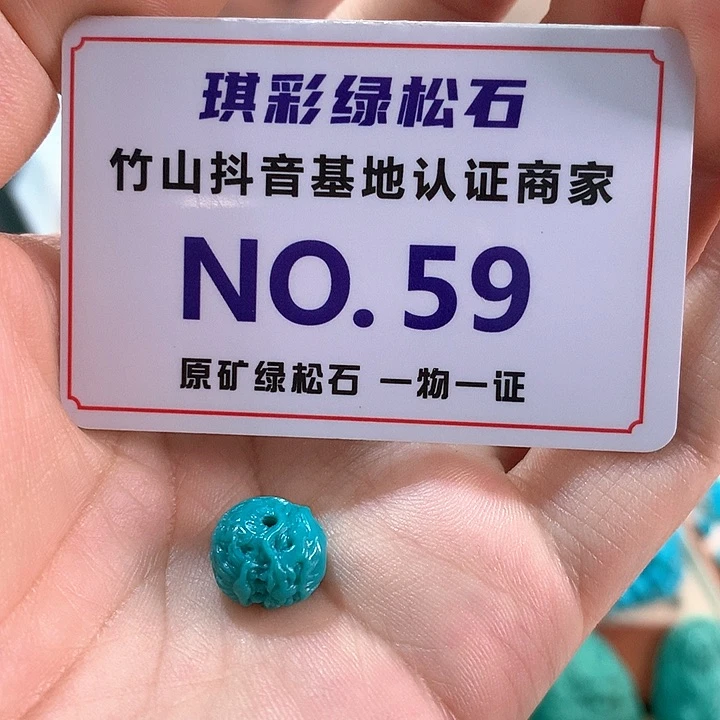 琪彩绿松石
竹山抖音基地认证商家
NO.59
原矿绿松石 一物一证